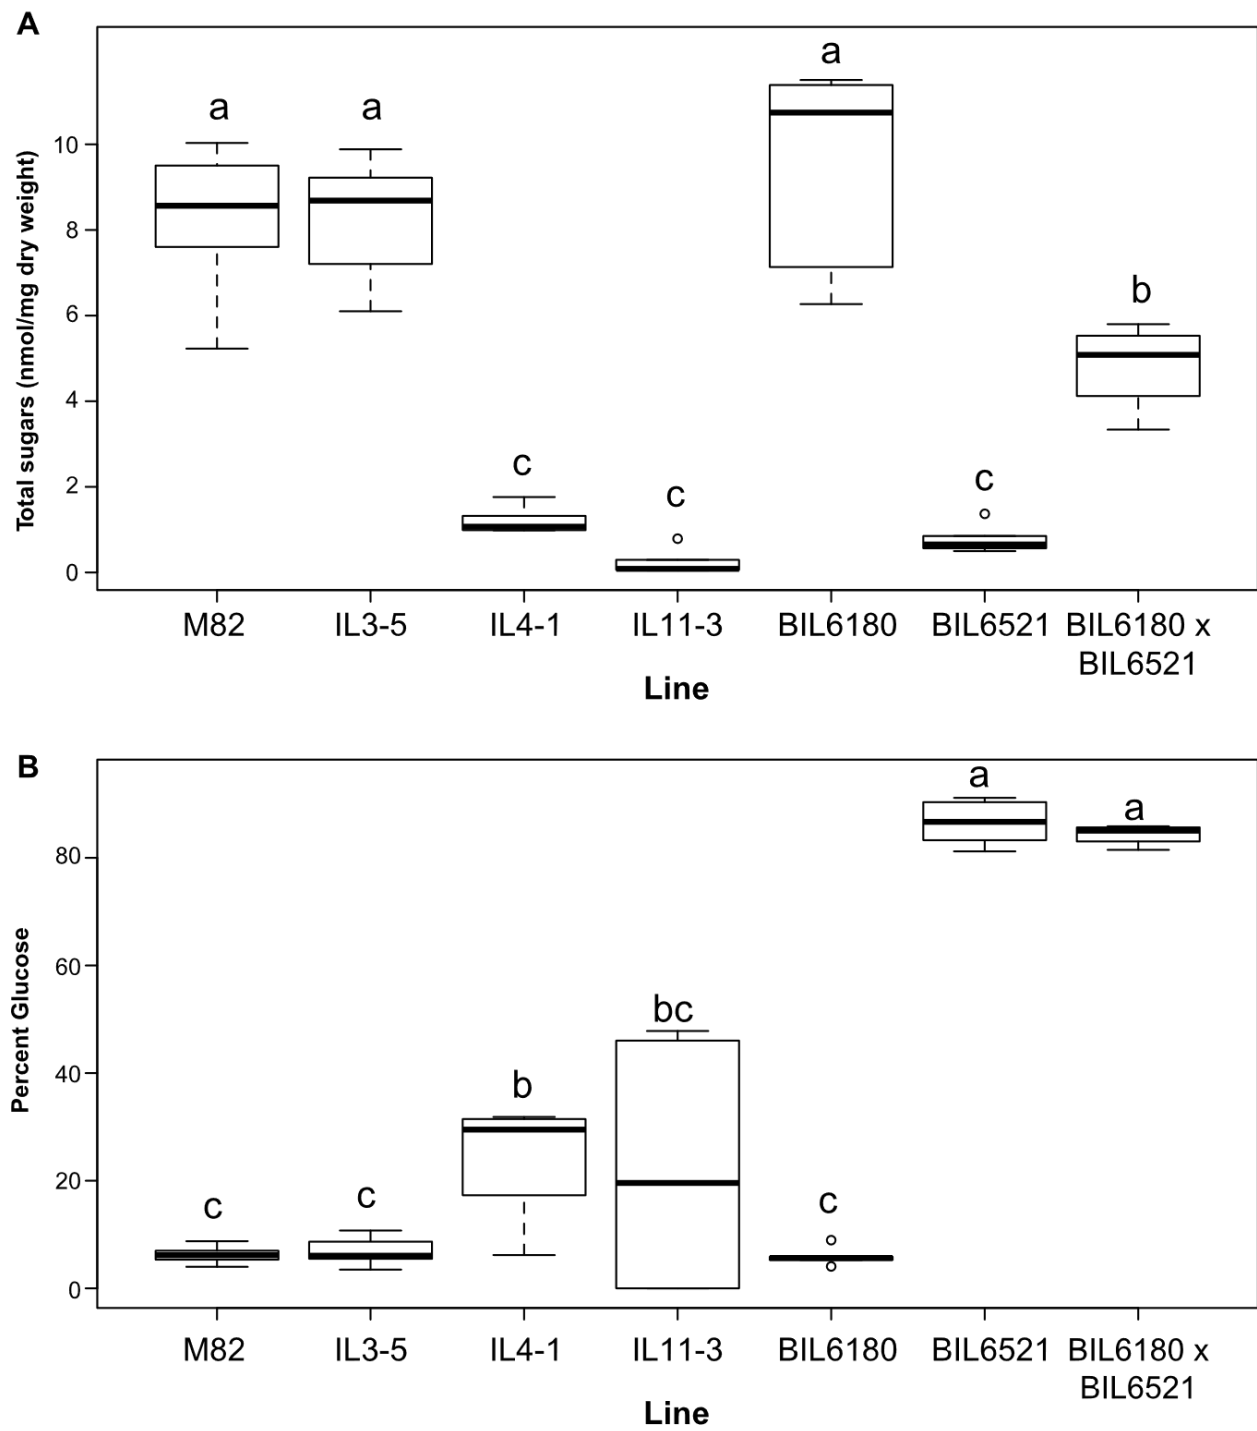 A
a
a
a
b
c
c
c
Total sugars (nmol/mg dry weight)
10
8
6
4
2
0
M82
IL3-5
IL4-1
IL11-3
BIL6180
BIL6521
BIL6180 x
BIL6521
Line
B
a
a
bc
b
c
c
c
Percent Glucose
80
60
40
20
0
M82
IL3-5
IL4-1
IL11-3
BIL6180
BIL6521
BIL6180 x
BIL6521
Line